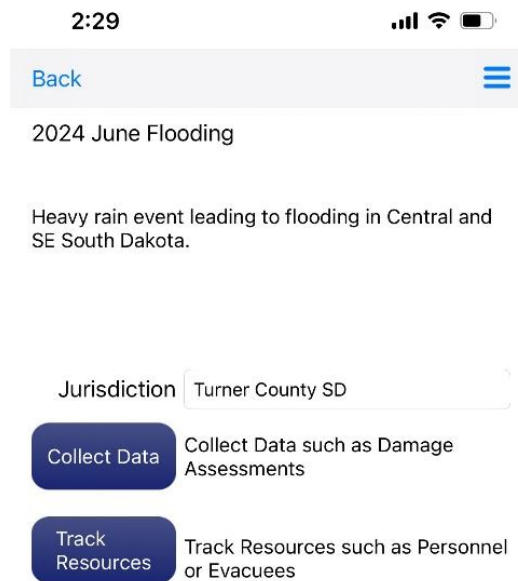 2:29
Back
2024 June Flooding
Heavy rain event leading to flooding in Central and
SE South Dakota.
Jurisdiction Turner County SD
Collect Data
Collect Data such as Damage
Assessments
Track
Resources
Track Resources such as Personnel
or Evacuees